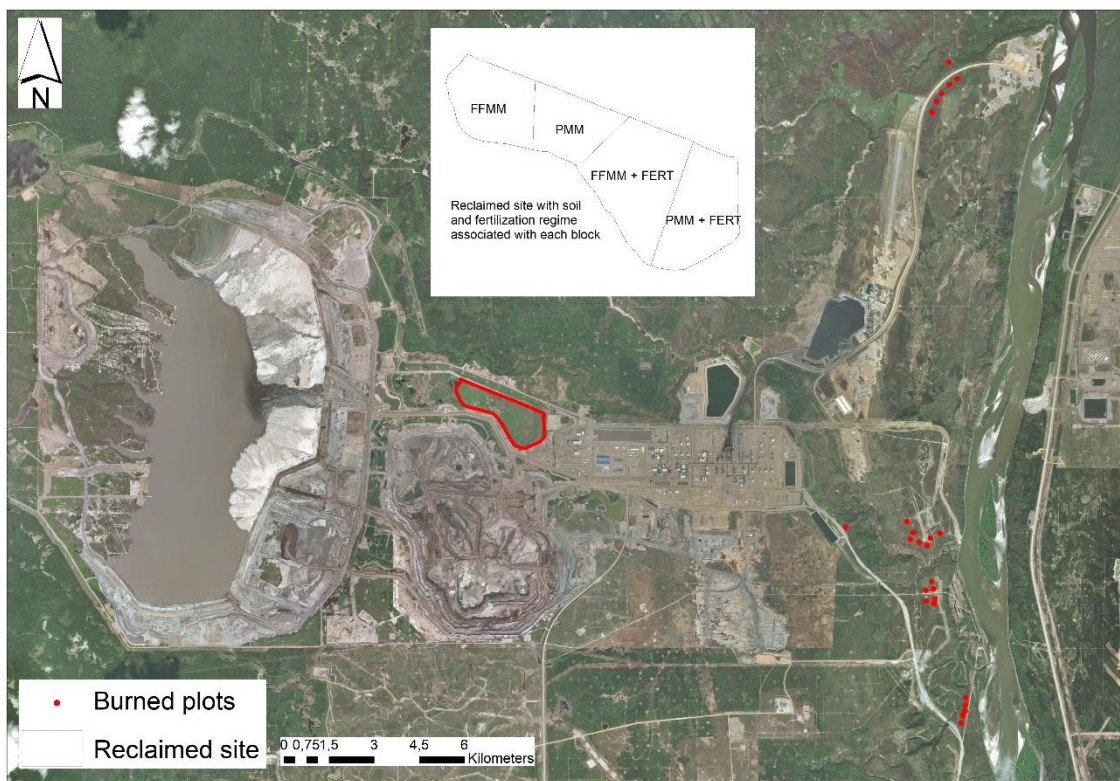 N
FFMM
PMM
FFMM + FERT
PMM + FERT
Reclaimed site with soil
and fertilization regime
associated with each block
Burned plots
Reclaimed site
0 0,751,5 3 4,5 6
Kilometers